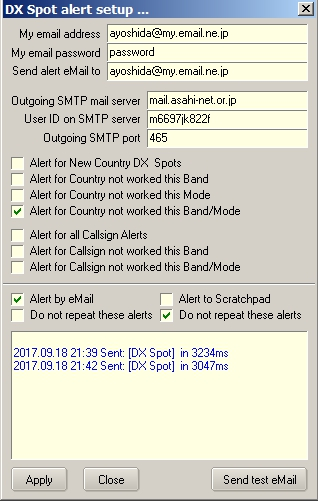 DX Spot alert setup ...
My email address ayoshida@my.email.ne.jp
My email password password
Send alert eMail to ayoshida@my.email.ne.jp
Outgoing SMTP mail server mail.asahi-net.or.jp
User ID on SMTP server m6697jk822f
Outgoing SMTP port 465
Alert for New Country DX Spots
Alert for Country not worked this Band
Alert for Country not worked this Mode
Alert for Country not worked this Band/Mode
Alert for all Callsign Alerts
Alert for Callsign not worked this Band
Alert for Callsign not worked this Band/Mode
Alert by eMail Alert to Scratchpad
Do not repeat these alerts Do not repeat these alerts
2017.09.18 21:39 Sent: [DX Spot] in 3234ms
2017.09.18 21:42 Sent: [DX Spot] in 3047ms
Apply Close Send test eMail